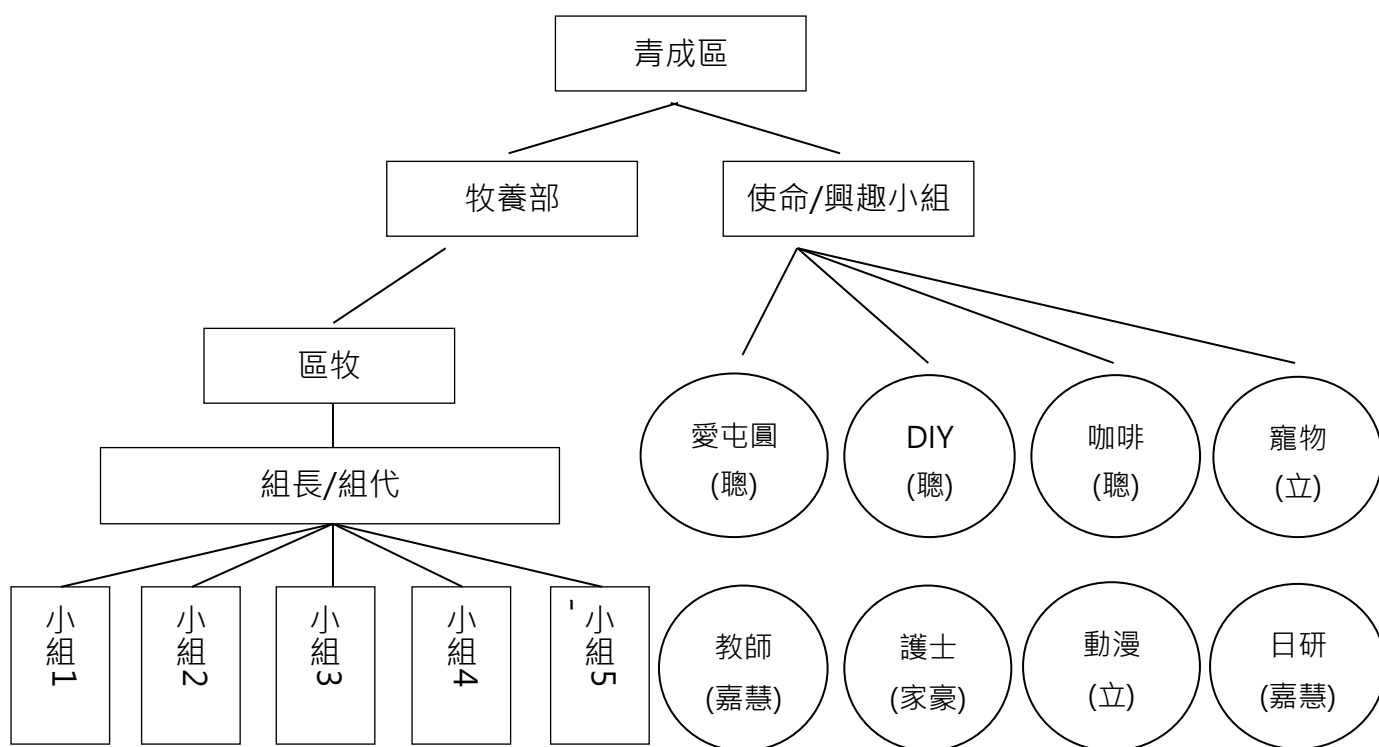 青成區
牧養部
使命/興趣小組
區牧
組長/組代
愛屯圓
(聰)
DIY
(聰)
咖啡
(聰)
寵物
(立)
小組1
小組2
小組3
小組4
小組5
教師
(嘉慧)
護士
(家豪)
動漫
(立)
日研
(嘉慧)